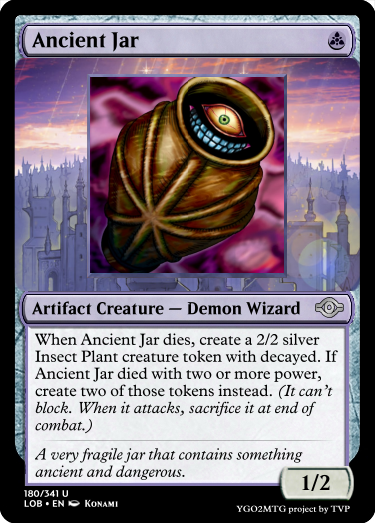 Ancient Jar
Artifact Creature — Demon Wizard
When Ancient Jar dies, create a 2/2 silver
Insect Plant creature token with decayed. If
Ancient Jar died with two or more power,
create two of those tokens instead. (It can't
block. When it attacks, sacrifice it at end of
combat.)
A very fragile jar that contains something
ancient and dangerous.
1/2
180/341 U
LOB • EN Konami
YGO2MTG project by TVP